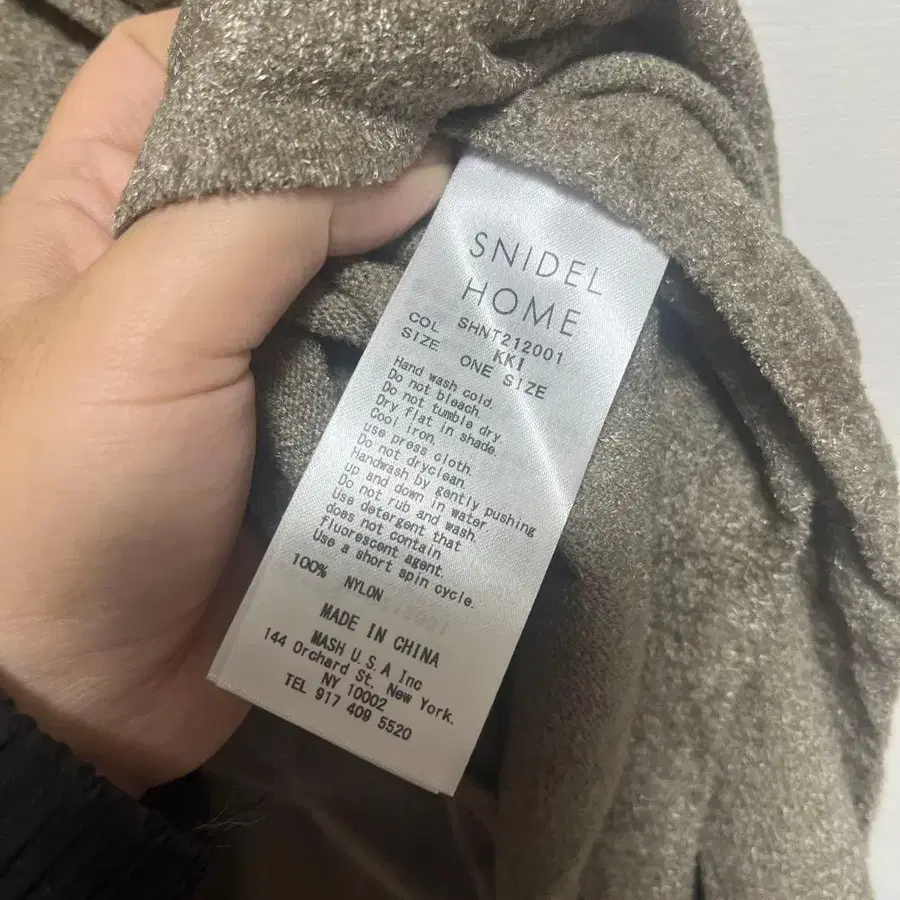 SNIDEL
HOME
SHNT212001
COL KKI
SIZE ONE SIZE
Hand wash cold.
Do not bleach.
Do not tumble dry.
Dry flat in shade.
Cool iron.
use press cloth.
Do not dryclean.
Handwash by gently pushing
up and down in water.
Do not rub and wash.
Use detergent that
does not contain
fluorescent agent.
Use a short spin cycle.
100% NYLON
MADE IN CHINA
MASH U.S.A Inc
144 Orchard St. New York.
NY 10002
TEL 917 409 5520